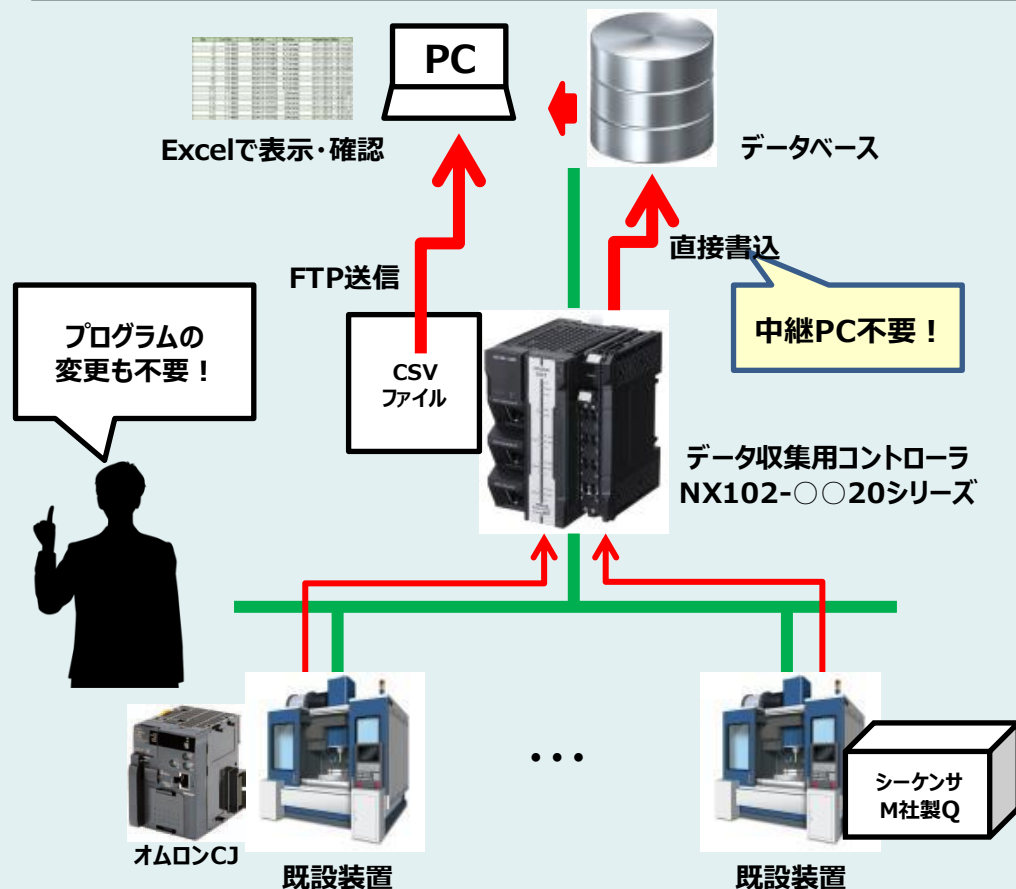 PC
Excelで表示・確認
データベース
直接書込
FTP送信
中継PC不要！
プログラムの
変更も不要！
CSV
ファイル
データ収集用コントローラ
NX102-○○20シリーズ
・・・
シーケンサ
M社製Q
オムロンCJ
既設装置
既設装置